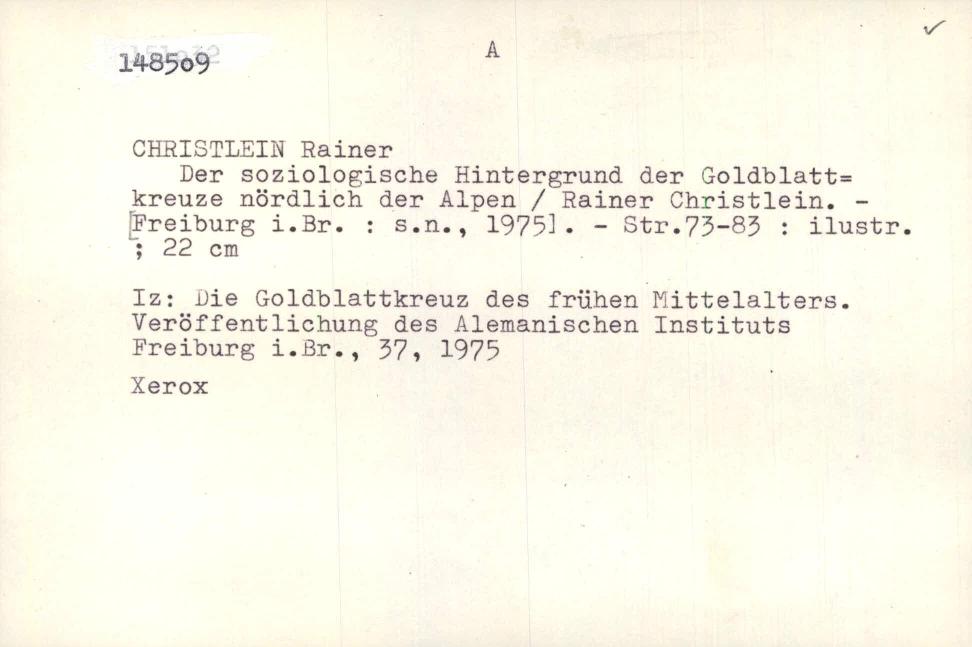 A
148509
CHRISTLEIN Rainer
Der soziologische Hintergrund der Goldblatt=
kreuze nördlich der Alpen / Rainer Christlein. -
[Freiburg i.Br. : s.n., 1975]. - Str.73-83 : ilustr.
; 22 cm
Iz: Die Goldblattkreuz des frühen Mittelalters.
Veröffentlichung des Alemanischen Instituts
Freiburg i.Br., 37, 1975
Xerox